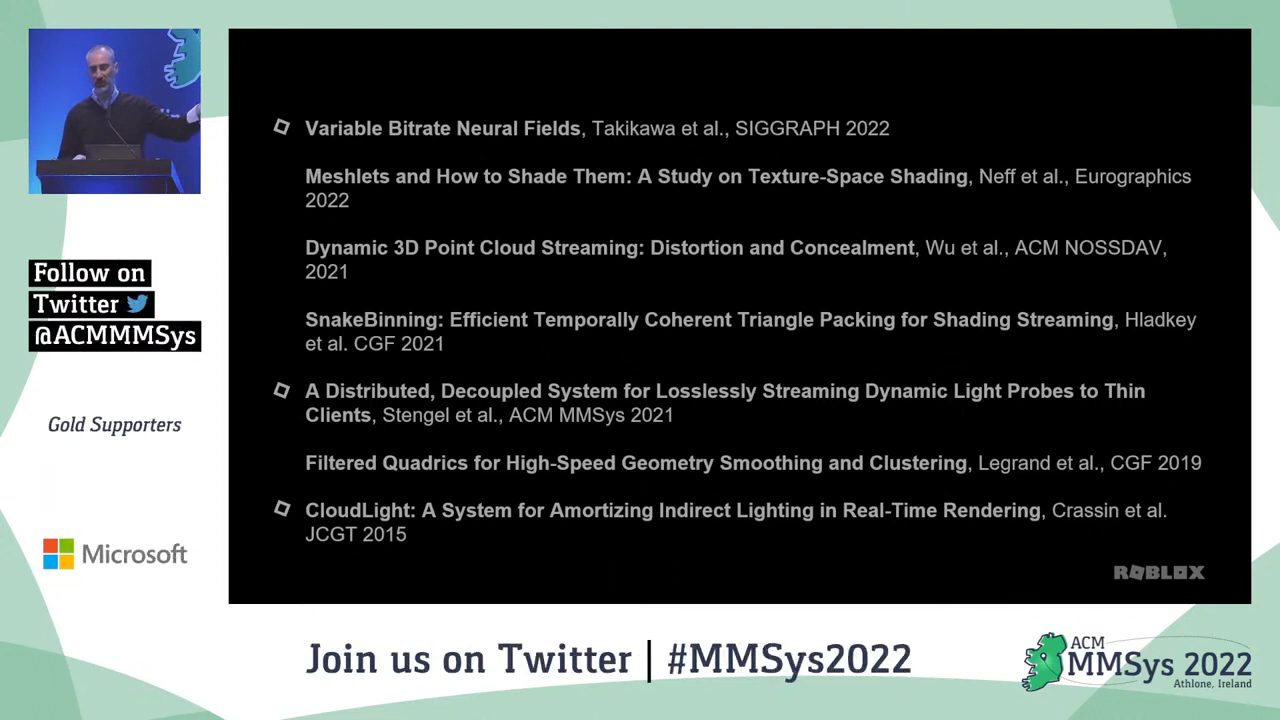 Variable Bitrate Neural Fields, Takikawa et al., SIGGRAPH 2022
Meshlets and How to Shade Them: A Study on Texture-Space Shading, Neff et al., Eurographics
2022
Dynamic 3D Point Cloud Streaming: Distortion and Concealment, Wu et al., ACM NOSSDAV,
2021
SnakeBinning: Efficient Temporally Coherent Triangle Packing for Shading Streaming, Hladkey
et al. CGF 2021
A Distributed, Decoupled System for Losslessly Streaming Dynamic Light Probes to Thin
Clients, Stengel et al., ACM MMSys 2021
Filtered Quadrics for High-Speed Geometry Smoothing and Clustering, Legrand et al., CGF 2019
CloudLight: A System for Amortizing Indirect Lighting in Real-Time Rendering, Crassin et al.
JCGT 2015
ROBLOX
Follow on
Twitter
@ACMMMSys
Gold Supporters
Microsoft
Join us on Twitter | #MMSys2022
ACM
MMSys 2022
Athlone, Ireland